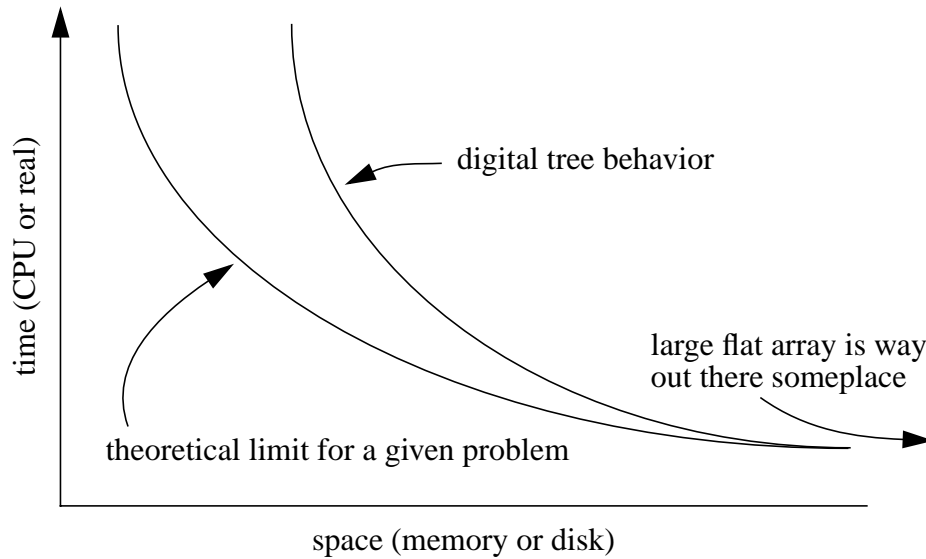 digital tree behavior
time (CPU or real)
large flat array is way
out there someplace
theoretical limit for a given problem
space (memory or disk)